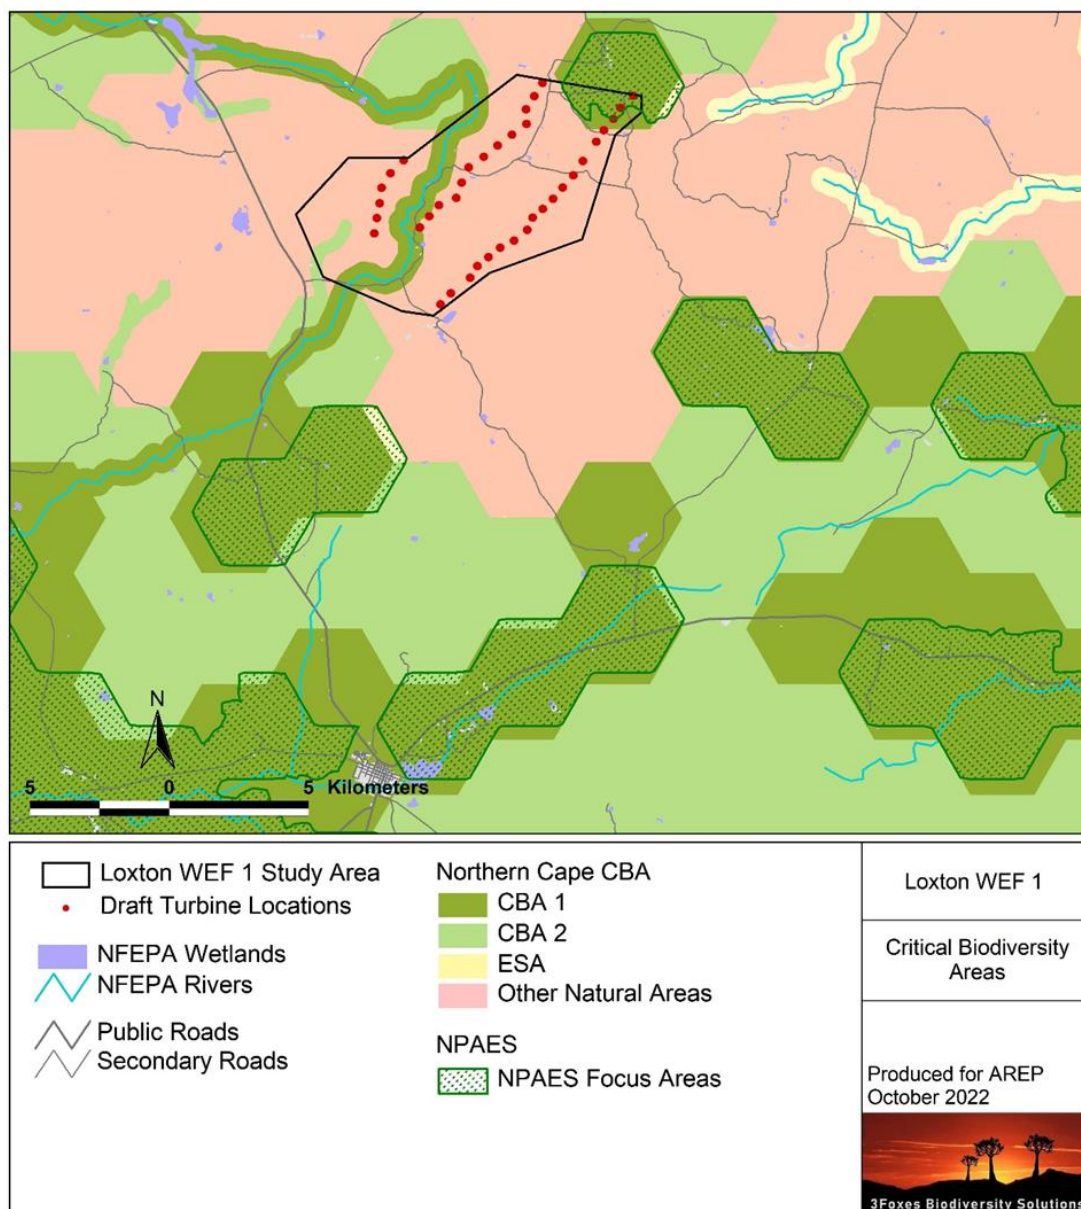 N
5 0 5 Kilometers
Loxton WEF 1 Study Area
Draft Turbine Locations
NFEPA Wetlands
NFEPA Rivers
Public Roads
Secondary Roads
Northern Cape CBA
CBA 1
CBA 2
ESA
Other Natural Areas
NPAES
NPAES Focus Areas
Loxton WEF 1
Critical Biodiversity
Areas
Produced for AREP
October 2022
3Foxes Biodiversity Solutions